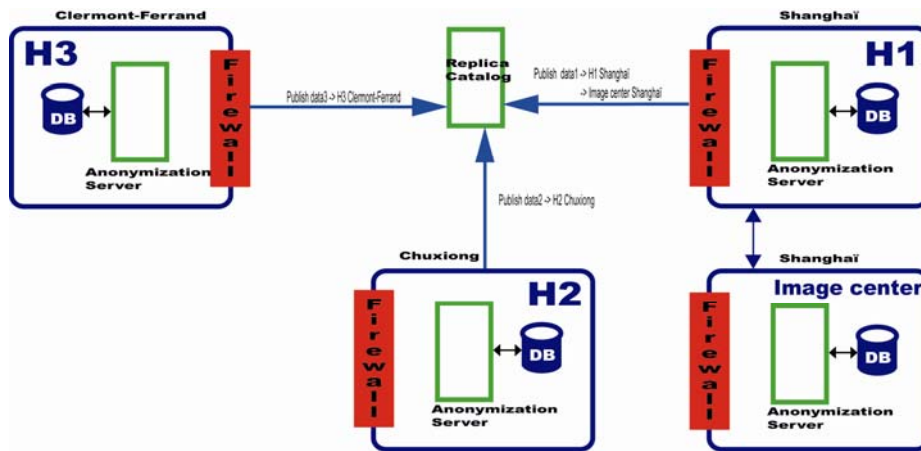 Clermont-Ferrand
H3
DB
Anonymization
Server
Firewall
Publish data3 -> H3 Clermont-Ferrand
Replica
Catalog
Publish data1 -> H1 Shanghaï
-> Image center Shanghaï
Shanghaï
H1
Firewall
DB
Anonymization
Server
Publish data2 -> H2 Chuxiong
Chuxiong
H2
Firewall
DB
Anonymization
Server
Shanghaï
Image center
Firewall
DB
Anonymization
Server